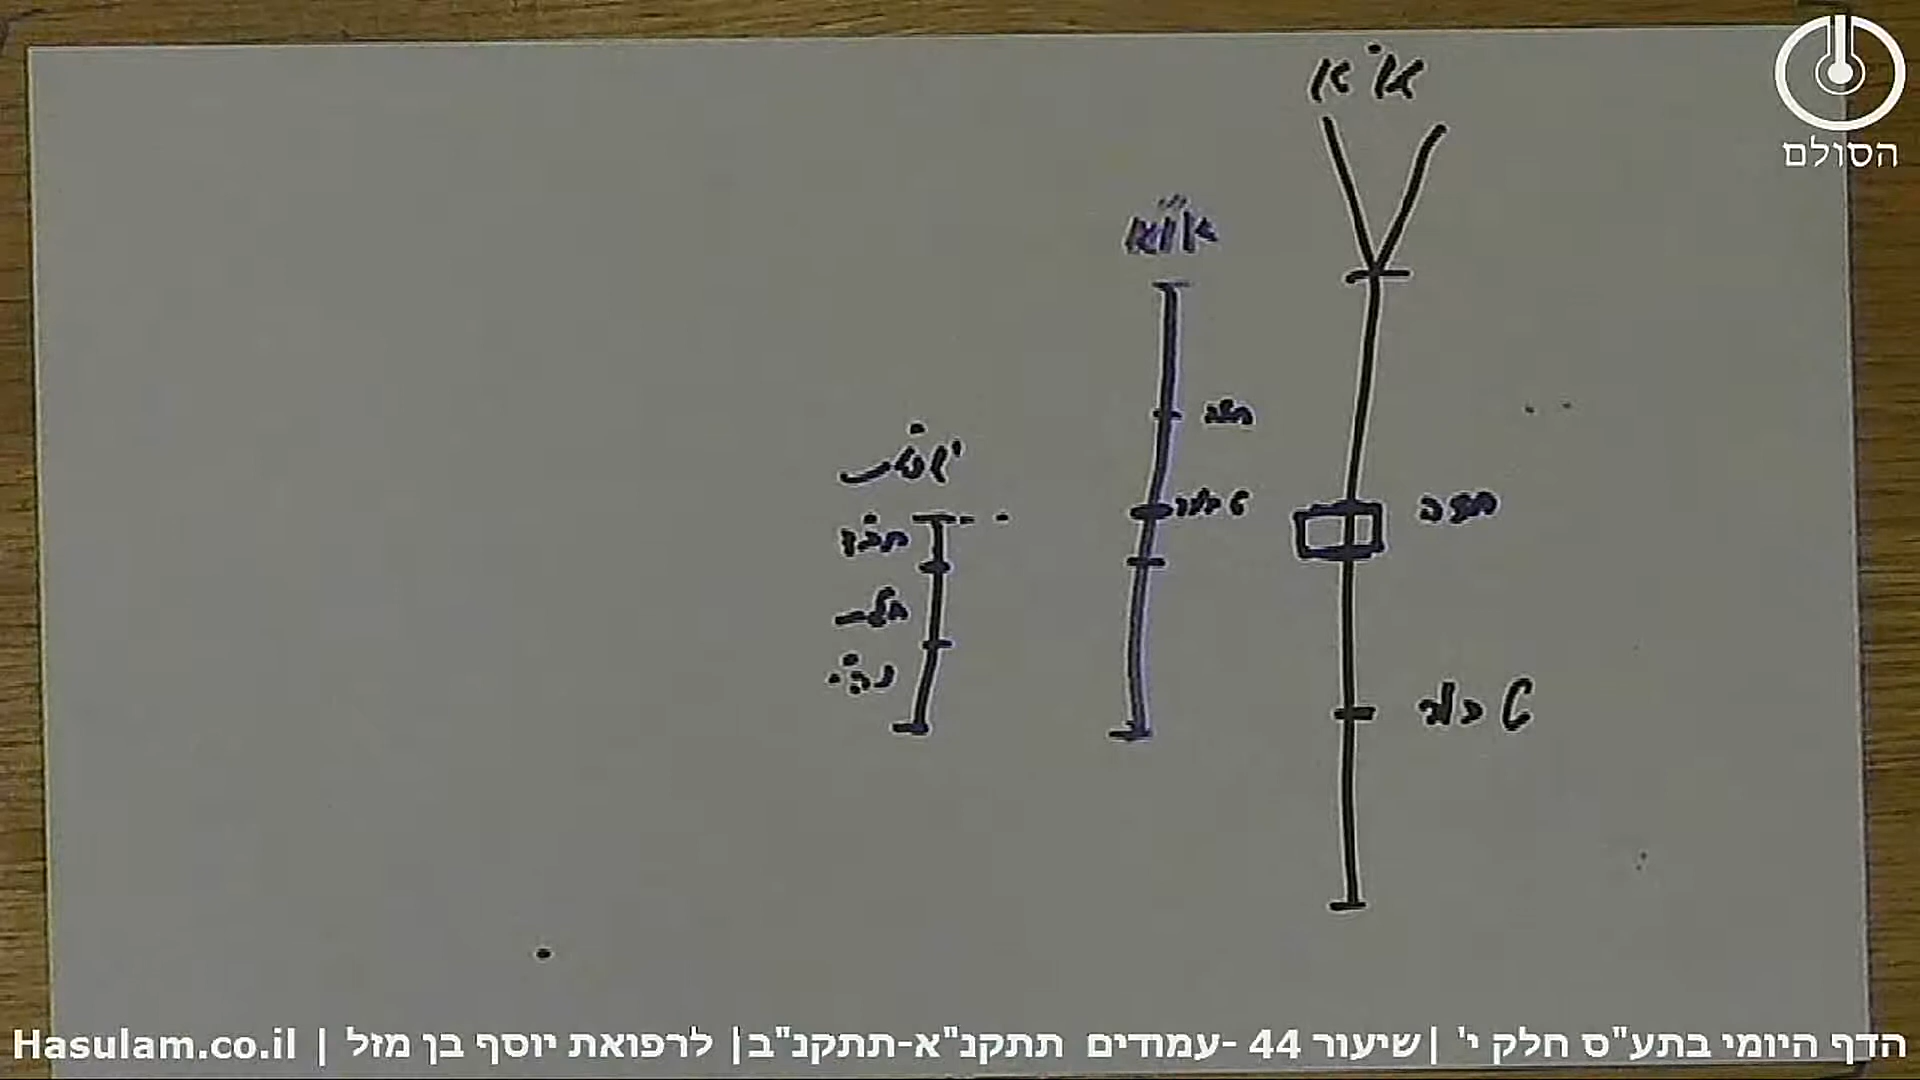 הסולם
א"א
או"א
חזה
טבור
חזה
טבור
ישסו"ת
חב"ד
חג"ת
נה"י
הדף היומי בתע"ס חלק י' | שיעור 44 -עמודים תתקנ"א-תתקנ"ב | לרפואת יוסף בן מזל | Hasulam.co.il